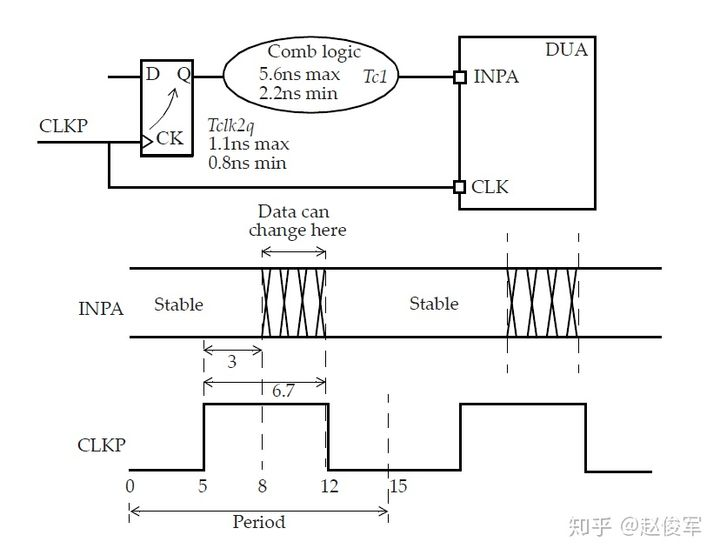 Comb logic
5.6ns max
2.2ns min
Tc1
DUA
D Q
INPA
CLKP
CK
Tclk2q
1.1ns max
0.8ns min
CLK
Data can
change here
INPA
Stable
Stable
3
6.7
CLKP
0 5 8 12 15
Period
知乎 @赵俊军